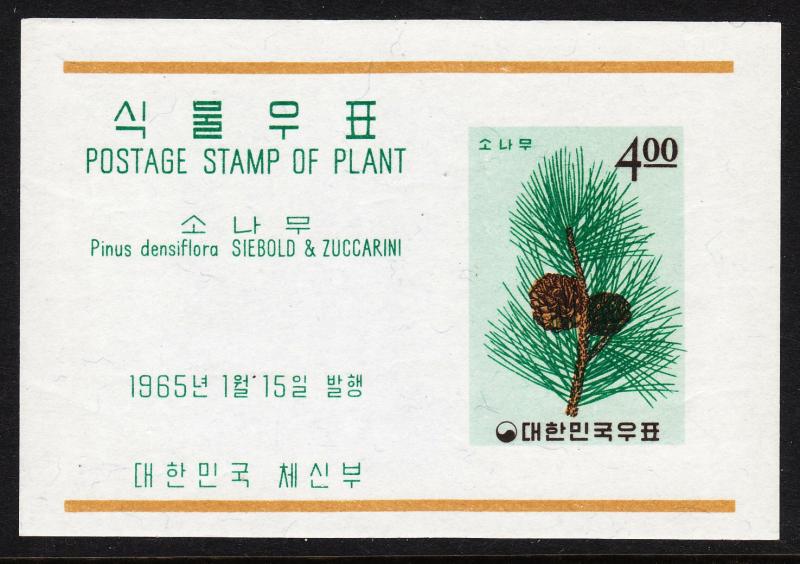 식물우표
POSTAGE STAMP OF PLANT
소나무
Pinus densiflora SIEBOLD & ZUCCARINI
1965년 1월 15일 발행
대한민국 체신부
소나무
4.00
대한민국우표